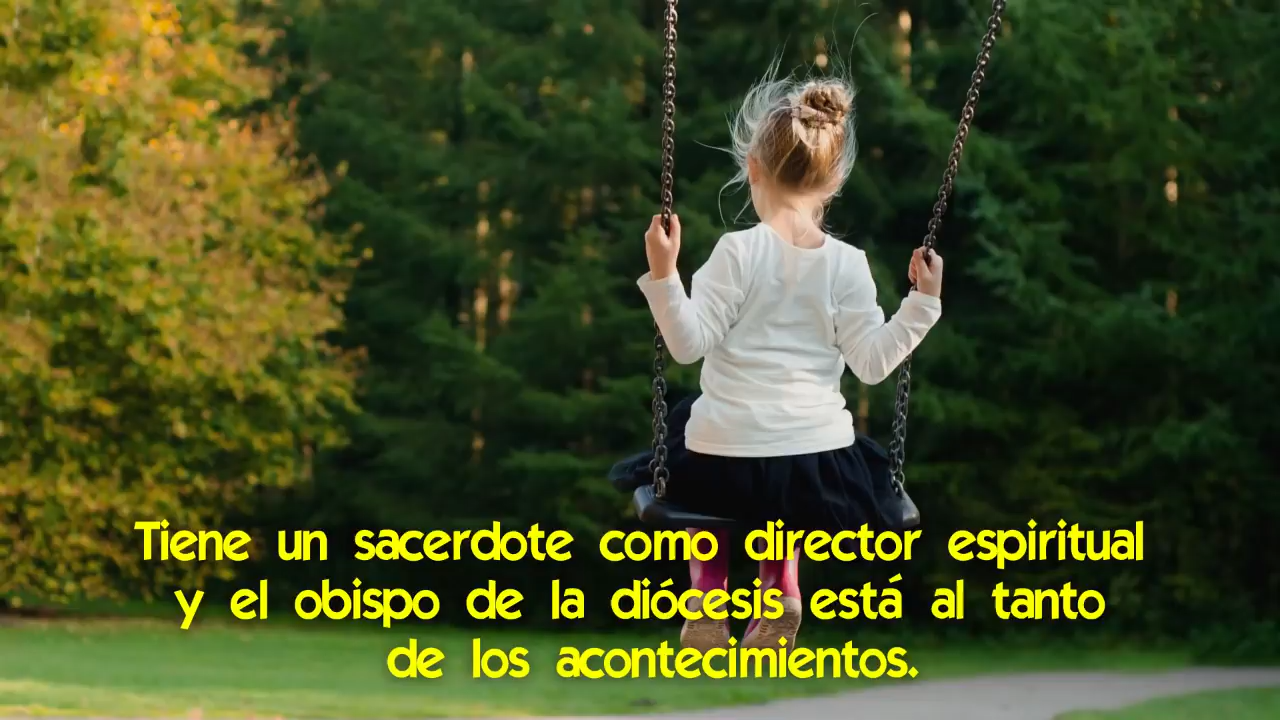 Tiene un sacerdote como director espiritual
y el obispo de la diócesis está al tanto
de los acontecimientos.